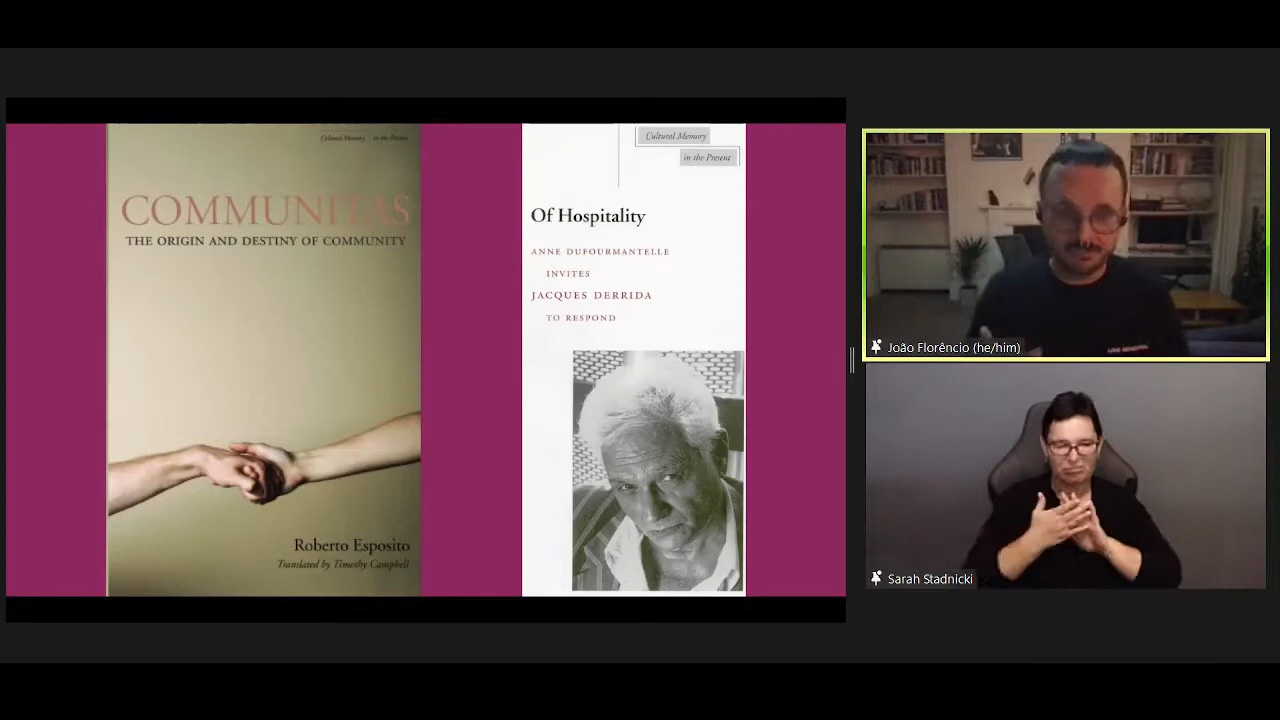 Cultural Memory in the Present
COMMUNITAS
THE ORIGIN AND DESTINY OF COMMUNITY
Roberto Esposito
Translated by Timothy Campbell
Cultural Memory
in the Present
Of Hospitality
ANNE DUFOURMANTELLE
INVITES
JACQUES DERRIDA
TO RESPOND
João Florêncio (he/him)
Sarah Stadnicki